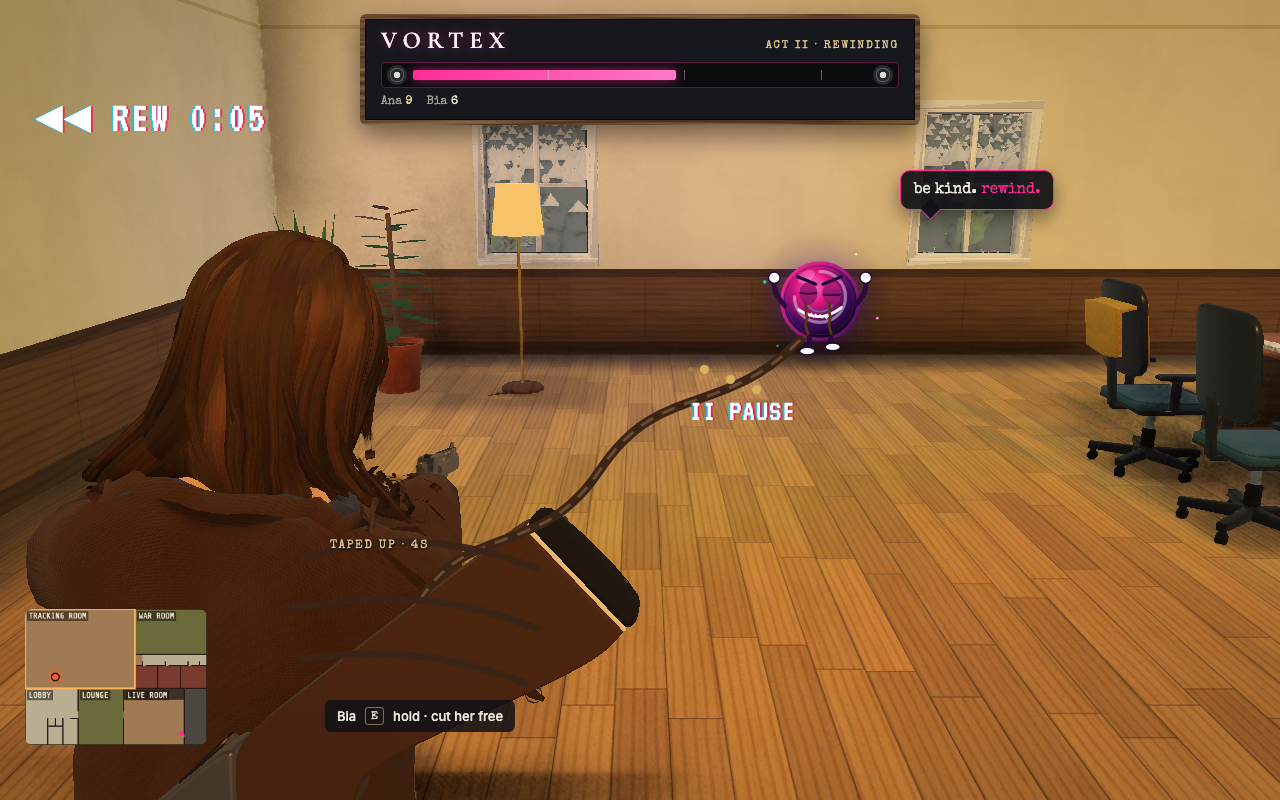 VORTEX
ACT II · REWINDING
Ana 9 Bia 6
◀◀ REW 0:05
be kind. rewind.
II PAUSE
TAPED UP · 4S
TRACKING ROOM
WAR ROOM
LOBBY
LOUNGE
LIVE ROOM
Bia E hold · cut her free